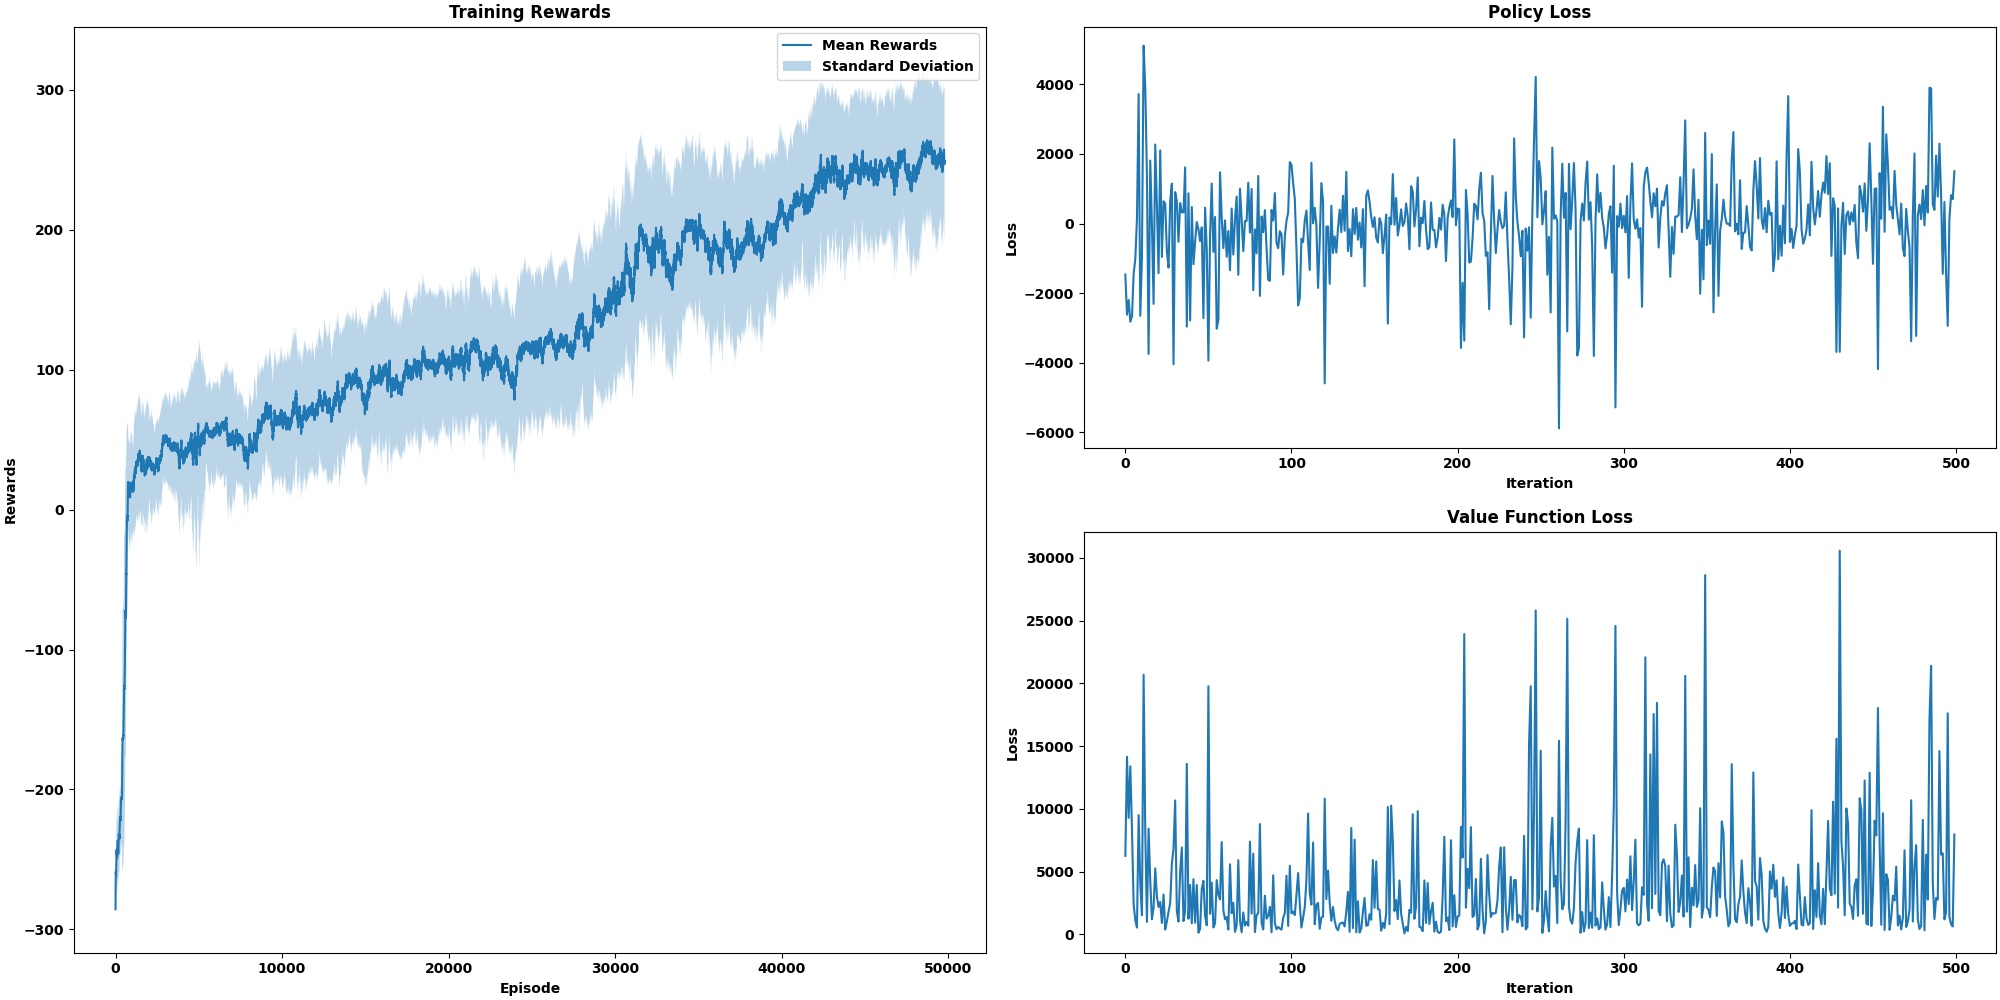 Training Rewards
Mean Rewards
Standard Deviation
300
200
100
0
−100
−200
−300
Rewards
0 10000 20000 30000 40000 50000
Episode
Policy Loss
4000
2000
0
−2000
−4000
−6000
Loss
0 100 200 300 400 500
Iteration
Value Function Loss
30000
25000
20000
15000
10000
5000
0
Loss
0 100 200 300 400 500
Iteration